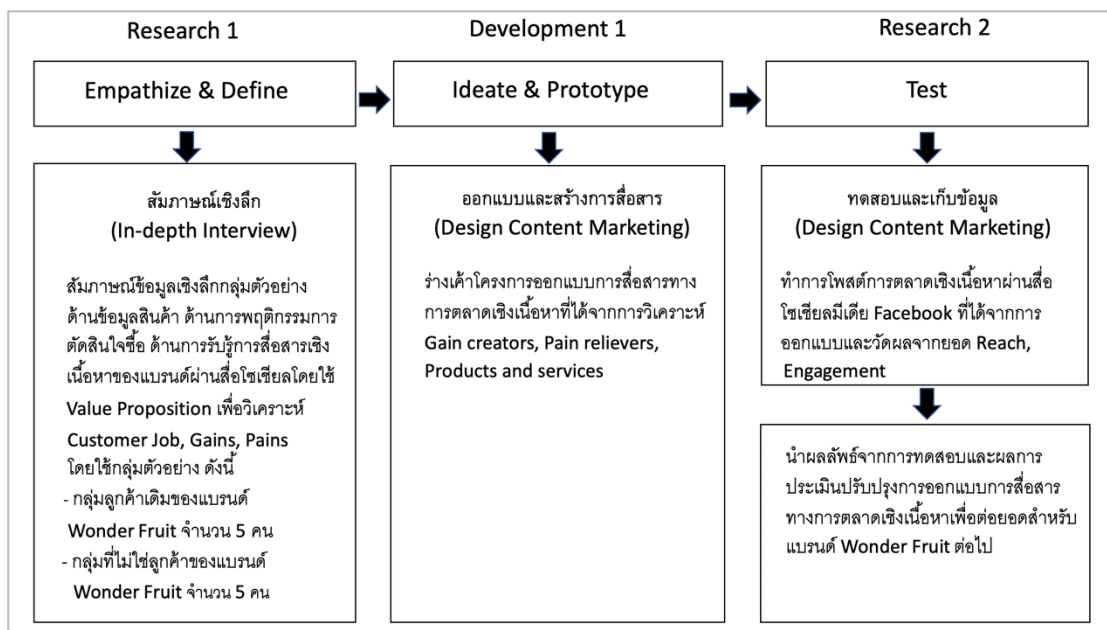 Research 1
Empathize & Define
สัมภาษณ์เชิงลึก
(In-depth Interview)
สัมภาษณ์ข้อมูลเชิงลึกกลุ่มตัวอย่าง
ด้านข้อมูลสินค้า ด้านการพฤติกรรมการ
ตัดสินใจซื้อ ด้านการรับรู้การสื่อสารเชิง
เนื้อหาของแบรนด์ผ่านสื่อโซเชียลโดยใช้
Value Proposition เพื่อวิเคราะห์
Customer Job, Gains, Pains
โดยใช้กลุ่มตัวอย่าง ดังนี้
- กลุ่มลูกค้าเดิมของแบรนด์
Wonder Fruit จำนวน 5 คน
- กลุ่มที่ไม่ใช่ลูกค้าของแบรนด์
Wonder Fruit จำนวน 5 คน
Development 1
Ideate & Prototype
ออกแบบและสร้างการสื่อสาร
(Design Content Marketing)
ร่างเค้าโครงการออกแบบการสื่อสารทาง
การตลาดเชิงเนื้อหาที่ได้จากการวิเคราะห์
Gain creators, Pain relievers,
Products and services
Research 2
Test
ทดสอบและเก็บข้อมูล
(Design Content Marketing)
ทำการโพสต์การตลาดเชิงเนื้อหาผ่านสื่อ
โซเชียลมีเดีย Facebook ที่ได้จากการ
ออกแบบและวัดผลจากยอด Reach,
Engagement
นำผลลัพธ์จากการทดสอบและผลการ
ประเมินปรับปรุงการออกแบบการสื่อสาร
ทางการตลาดเชิงเนื้อหาเพื่อต่อยอดสำหรับ
แบรนด์ Wonder Fruit ต่อไป